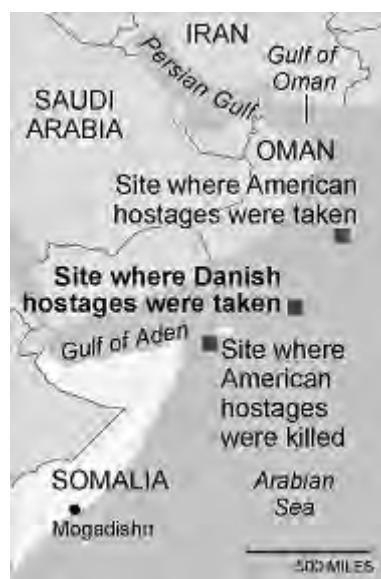 IRAN
Persian Gulf
Gulf of
Oman
SAUDI
ARABIA
OMAN
Site where American
hostages were taken
Site where Danish
hostages were taken
Gulf of Aden
Site where
American
hostages
were killed
SOMALIA
Arabian
Sea
Mogadishu
500 MILES